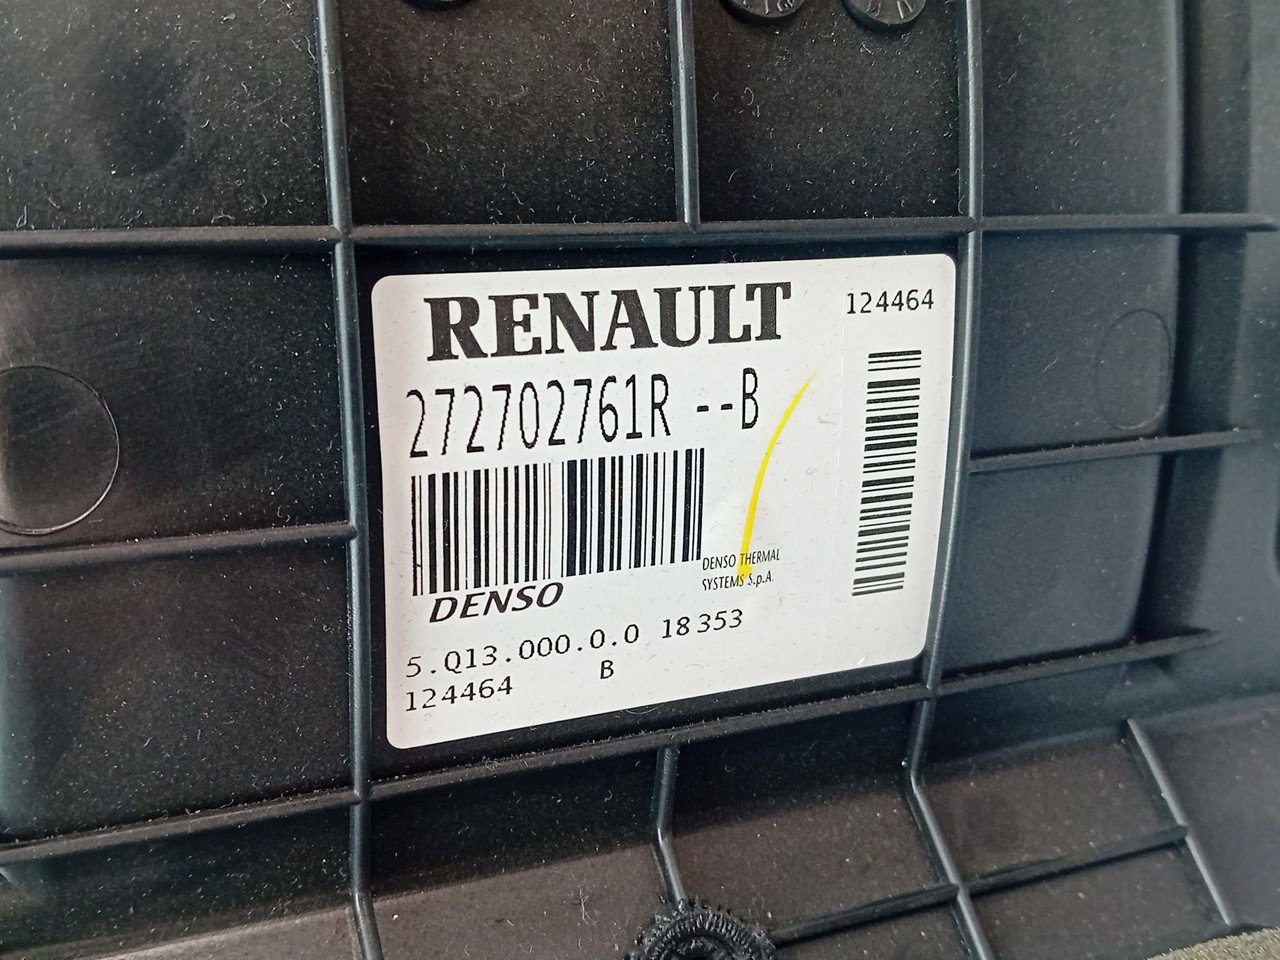 RENAULT
124464
272702761R --B
DENSO THERMAL
SYSTEMS S.p.A.
DENSO
5.Q13.000.0.0 18353
124464 B